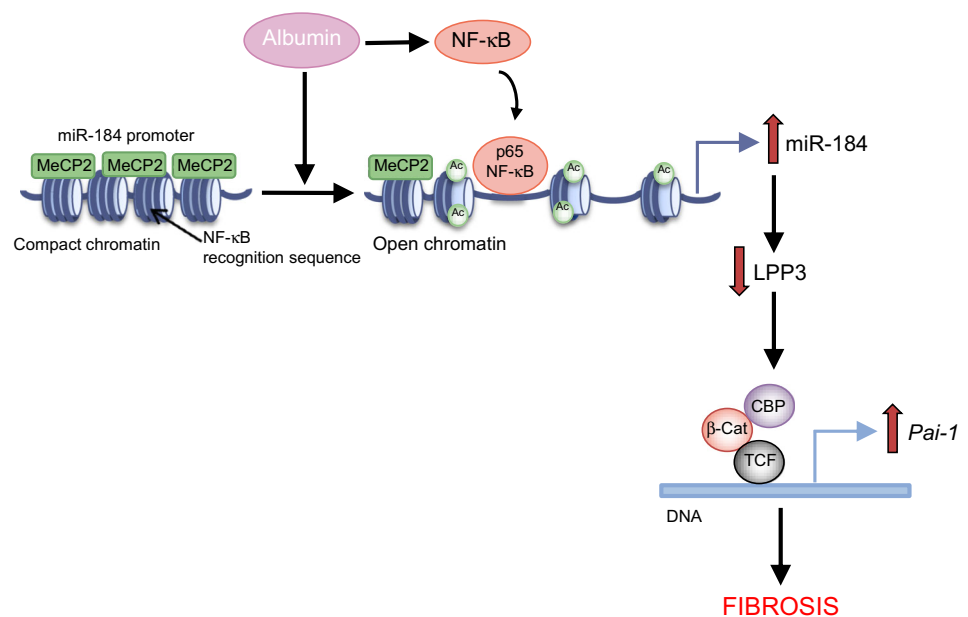 Albumin
NF-κB
miR-184 promoter
MeCP2
MeCP2
MeCP2
Compact chromatin
NF-κB
recognition sequence
MeCP2
Ac
Ac
p65
NF-κB
Ac
Ac
Ac
Open chromatin
miR-184
LPP3
CBP
β-Cat
TCF
Pai-1
DNA
FIBROSIS